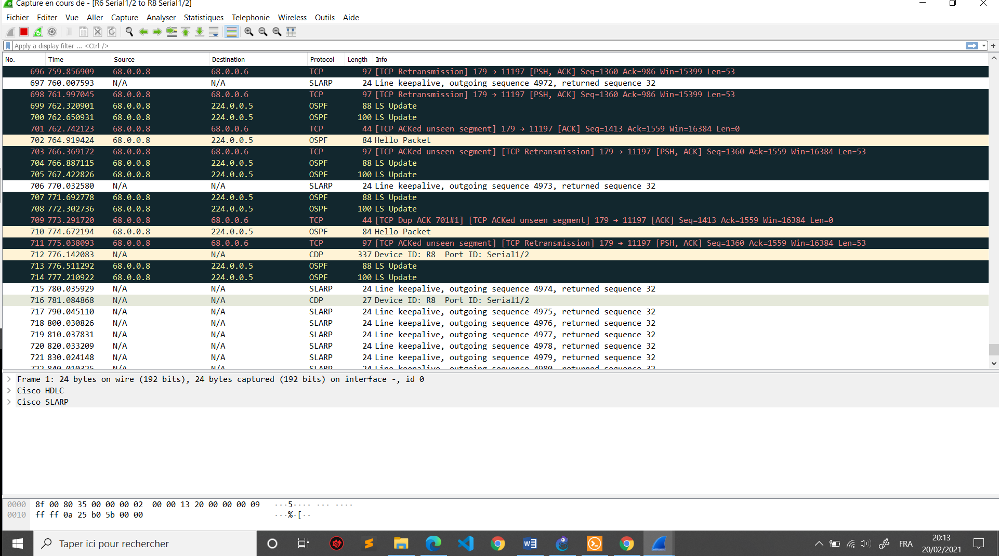 Capture en cours de - [R6 Serial1/2 to R8 Serial1/2]
Fichier Editer Vue Aller Capture Analyser Statistiques Telephonie Wireless Outils Aide
Apply a display filter ... <Ctrl-/>
No. Time Source Destination Protocol Length Info
696 759.856909 68.0.0.8 68.0.0.6 TCP 97 [TCP Retransmission] 179 → 11197 [PSH, ACK] Seq=1360 Ack=986 Win=15399 Len=53
697 760.007593 N/A N/A SLARP 24 Line keepalive, outgoing sequence 4972, returned sequence 32
698 761.997045 68.0.0.8 68.0.0.6 TCP 97 [TCP Retransmission] 179 → 11197 [PSH, ACK] Seq=1360 Ack=986 Win=15399 Len=53
699 762.320901 68.0.0.8 224.0.0.5 OSPF 88 LS Update
700 762.650931 68.0.0.8 224.0.0.5 OSPF 100 LS Update
701 762.742123 68.0.0.8 68.0.0.6 TCP 44 [TCP ACKed unseen segment] 179 → 11197 [ACK] Seq=1413 Ack=1559 Win=16384 Len=0
702 764.919424 68.0.0.8 224.0.0.5 OSPF 84 Hello Packet
703 766.369172 68.0.0.8 68.0.0.6 TCP 97 [TCP ACKed unseen segment] [TCP Retransmission] 179 → 11197 [PSH, ACK] Seq=1360 Ack=1559 Win=16384 Len=53
704 766.887115 68.0.0.8 224.0.0.5 OSPF 88 LS Update
705 767.422826 68.0.0.8 224.0.0.5 OSPF 100 LS Update
706 770.032580 N/A N/A SLARP 24 Line keepalive, outgoing sequence 4973, returned sequence 32
707 771.692778 68.0.0.8 224.0.0.5 OSPF 88 LS Update
708 772.302736 68.0.0.8 224.0.0.5 OSPF 100 LS Update
709 773.291720 68.0.0.8 68.0.0.6 TCP 44 [TCP Dup ACK 701#1] [TCP ACKed unseen segment] 179 → 11197 [ACK] Seq=1413 Ack=1559 Win=16384 Len=0
710 774.672194 68.0.0.8 224.0.0.5 OSPF 84 Hello Packet
711 775.038093 68.0.0.8 68.0.0.6 TCP 97 [TCP ACKed unseen segment] [TCP Retransmission] 179 → 11197 [PSH, ACK] Seq=1360 Ack=1559 Win=16384 Len=53
712 776.142083 N/A N/A CDP 337 Device ID: R8 Port ID: Serial1/2
713 776.511292 68.0.0.8 224.0.0.5 OSPF 88 LS Update
714 777.210922 68.0.0.8 224.0.0.5 OSPF 100 LS Update
715 780.035929 N/A N/A SLARP 24 Line keepalive, outgoing sequence 4974, returned sequence 32
716 781.084868 N/A N/A CDP 27 Device ID: R8 Port ID: Serial1/2
717 790.045110 N/A N/A SLARP 24 Line keepalive, outgoing sequence 4975, returned sequence 32
718 800.030826 N/A N/A SLARP 24 Line keepalive, outgoing sequence 4976, returned sequence 32
719 810.037831 N/A N/A SLARP 24 Line keepalive, outgoing sequence 4977, returned sequence 32
720 820.033209 N/A N/A SLARP 24 Line keepalive, outgoing sequence 4978, returned sequence 32
721 830.024148 N/A N/A SLARP 24 Line keepalive, outgoing sequence 4979, returned sequence 32
722 840.010325 N/A N/A SLARP 24 Line keepalive, outgoing sequence 4980, returned sequence 32
Frame 1: 24 bytes on wire (192 bits), 24 bytes captured (192 bits) on interface -, id 0
Cisco HDLC
Cisco SLARP
0000 8f 00 80 35 00 00 00 02 00 00 13 20 00 00 00 09 ···5···· ··· ····
0010 ff ff 0a 25 b0 5b 00 00 ···%·[··
Taper ici pour rechercher
FRA
20:13
20/02/2021